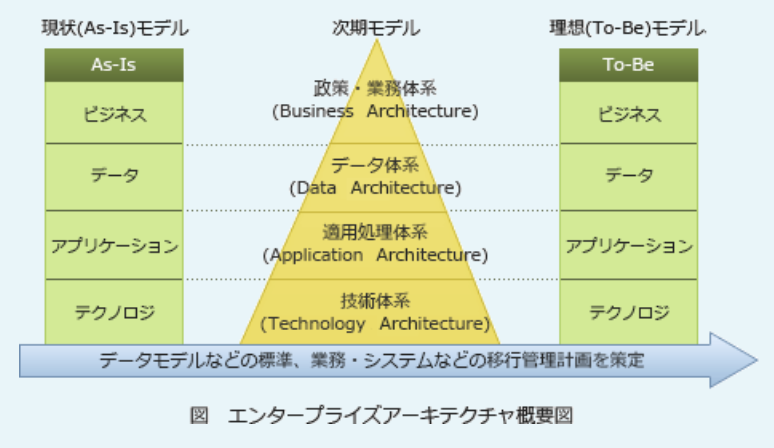 現状(As-Is)モデル
次期モデル
理想(To-Be)モデル
As-Is
To-Be
ビジネス
政策・業務体系
(Business Architecture)
ビジネス
データ
データ体系
(Data Architecture)
データ
アプリケーション
適用処理体系
(Application Architecture)
アプリケーション
テクノロジ
技術体系
(Technology Architecture)
テクノロジ
データモデルなどの標準、業務・システムなどの移行管理計画を策定
図 エンタープライズアーキテクチャ概要図